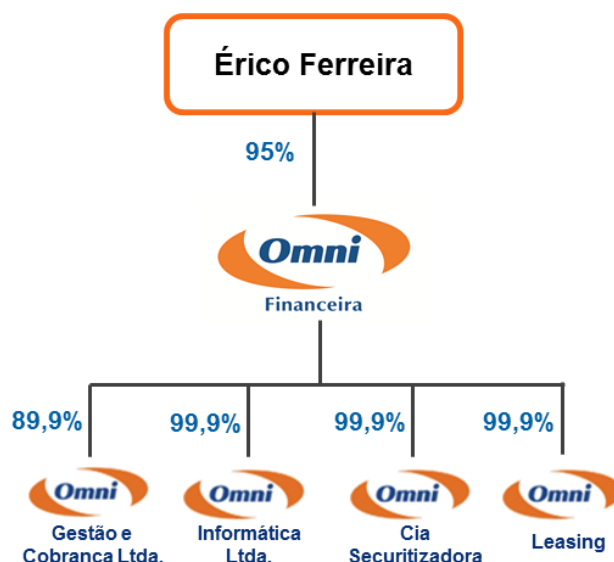 Érico Ferreira
95%
Omni
Financeira
89,9%
99,9%
99,9%
99,9%
Omni
Omni
Omni
Omni
Gestão e
Cobrança Ltda.
Informática
Ltda.
Cia
Securitizadora
Leasing